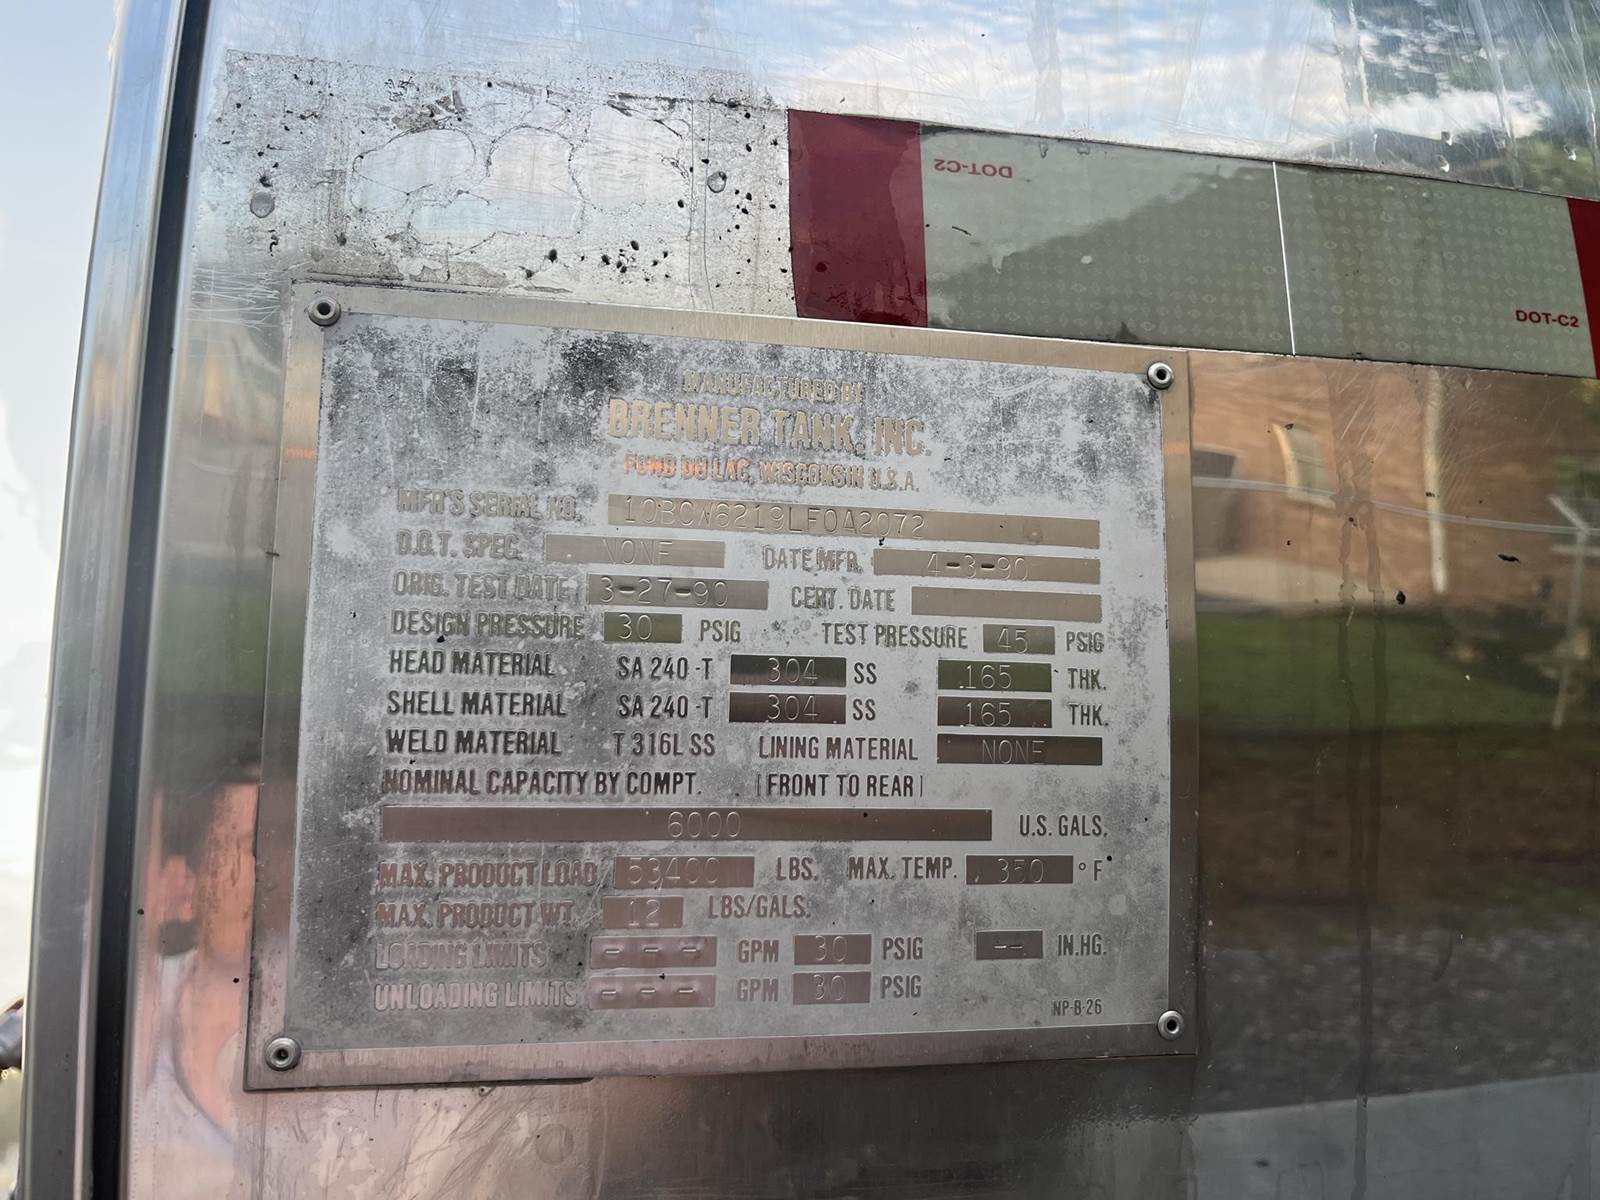 DOT-C2
DOT-C2
MANUFACTURED BY
BRENNER TANK, INC.
FOND DU LAC, WISCONSIN U.S.A.
MFR'S SERIAL NO. 10BCW6219LF0A2072
D.O.T. SPEC. NONE DATE MFR. 4-3-90
ORIG. TEST DATE 3-27-90 CERT. DATE
DESIGN PRESSURE 30 PSIG TEST PRESSURE 45 PSIG
HEAD MATERIAL SA 240-T 304 SS .165 THK.
SHELL MATERIAL SA 240-T 304 SS .165 THK.
WELD MATERIAL T 316L SS LINING MATERIAL NONE
NOMINAL CAPACITY BY COMPT. (FRONT TO REAR)
6000 U.S. GALS.
MAX. PRODUCT LOAD 53400 LBS. MAX. TEMP. 350 °F
MAX. PRODUCT WT. 12 LBS/GALS.
LOADING LIMITS - - - GPM 30 PSIG -- IN.HG.
UNLOADING LIMITS - - - GPM 30 PSIG
NP-8-26